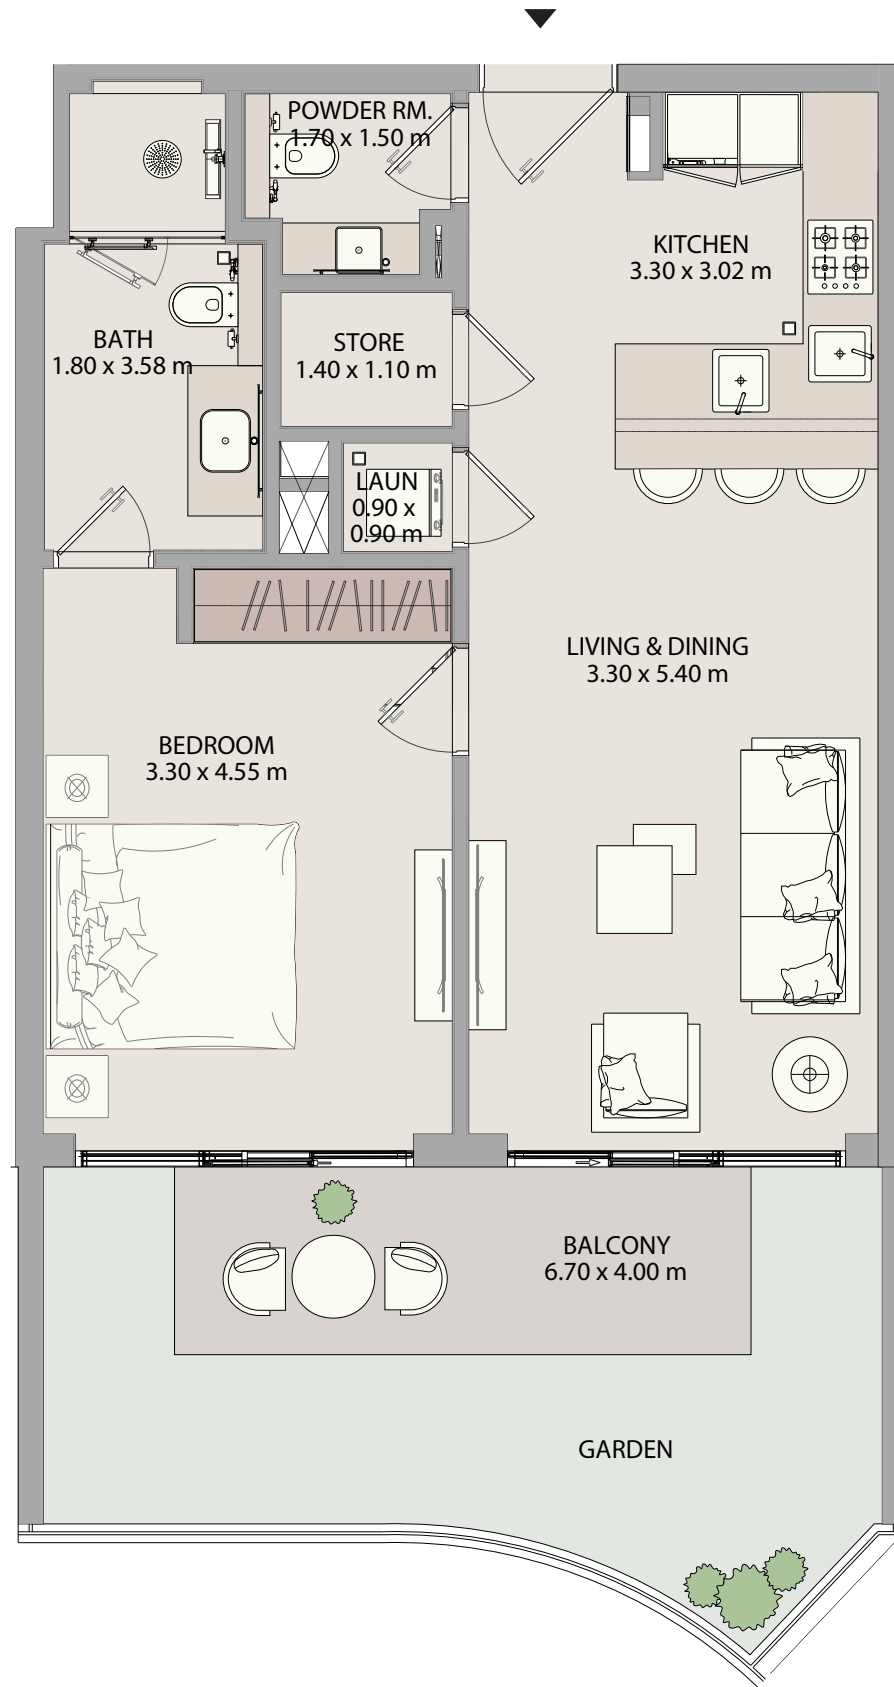 POWDER RM.
1.70 x 1.50 m
KITCHEN
3.30 x 3.02 m
BATH
1.80 x 3.58 m
STORE
1.40 x 1.10 m
LAUN
0.90 x
0.90 m
LIVING & DINING
3.30 x 5.40 m
BEDROOM
3.30 x 4.55 m
BALCONY
6.70 x 4.00 m
GARDEN